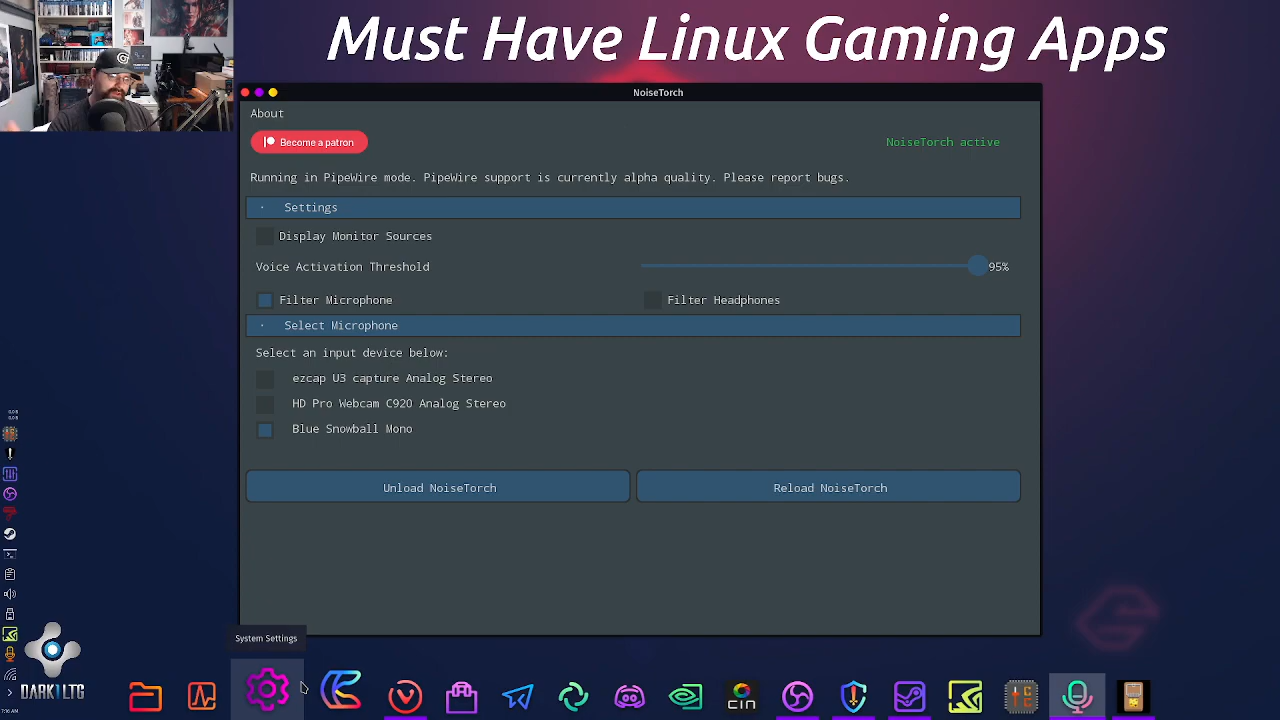 Must Have Linux Gaming Apps
NoiseTorch
About
Become a patron
NoiseTorch active
Running in PipeWire mode. PipeWire support is currently alpha quality. Please report bugs.
Settings
Display Monitor Sources
Voice Activation Threshold
95%
Filter Microphone
Filter Headphones
Select Microphone
Select an input device below:
ezcap U3 capture Analog Stereo
HD Pro Webcam C920 Analog Stereo
Blue Snowball Mono
Unload NoiseTorch
Reload NoiseTorch
System Settings
DARK1LTG
CIN
7:16 AM